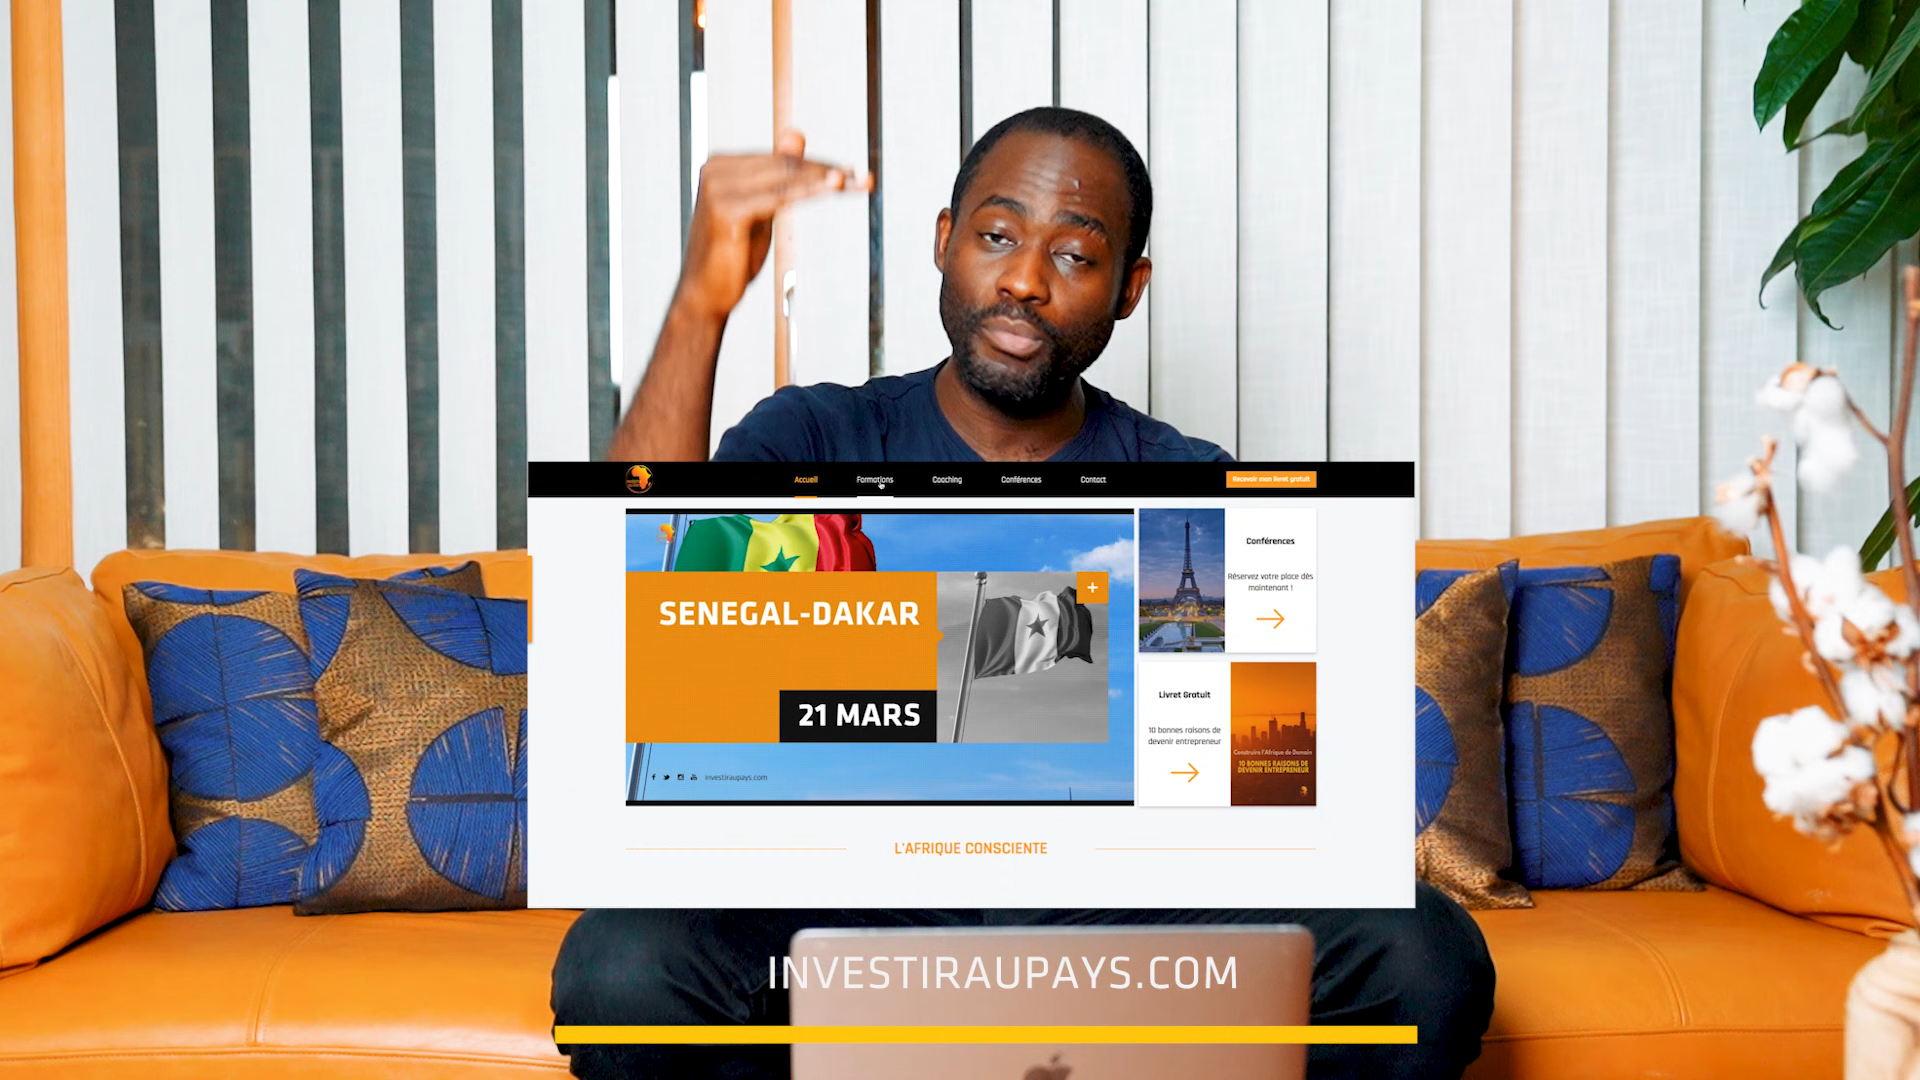 Accueil Formations Coaching Conférences Contact Recevoir mon livret gratuit
SENEGAL-DAKAR
21 MARS
investiraupays.com
Conférences
Réservez votre place dès
maintenant !
Livret Gratuit
10 bonnes raisons de
devenir entrepreneur
Construire l'Afrique de Demain
10 BONNES RAISONS DE
DEVENIR ENTREPRENEUR
L'AFRIQUE CONSCIENTE
INVESTIRAUPAYS.COM